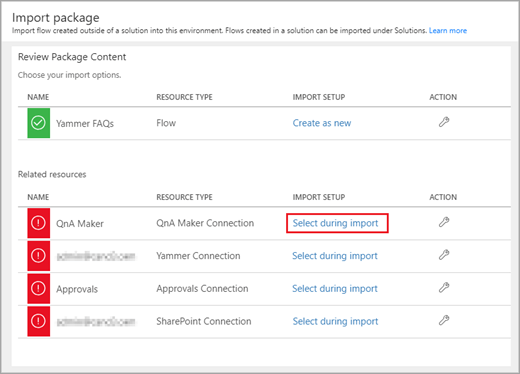 Import package
Import flow created outside of a solution into this environment. Flows created in a solution can be imported under Solutions. Learn more
Review Package Content
Choose your import options.
NAME RESOURCE TYPE IMPORT SETUP ACTION
Yammer FAQs Flow Create as new
Related resources
NAME RESOURCE TYPE IMPORT SETUP ACTION
QnA Maker QnA Maker Connection Select during import
Yammer Connection Select during import
Approvals Approvals Connection Select during import
SharePoint Connection Select during import